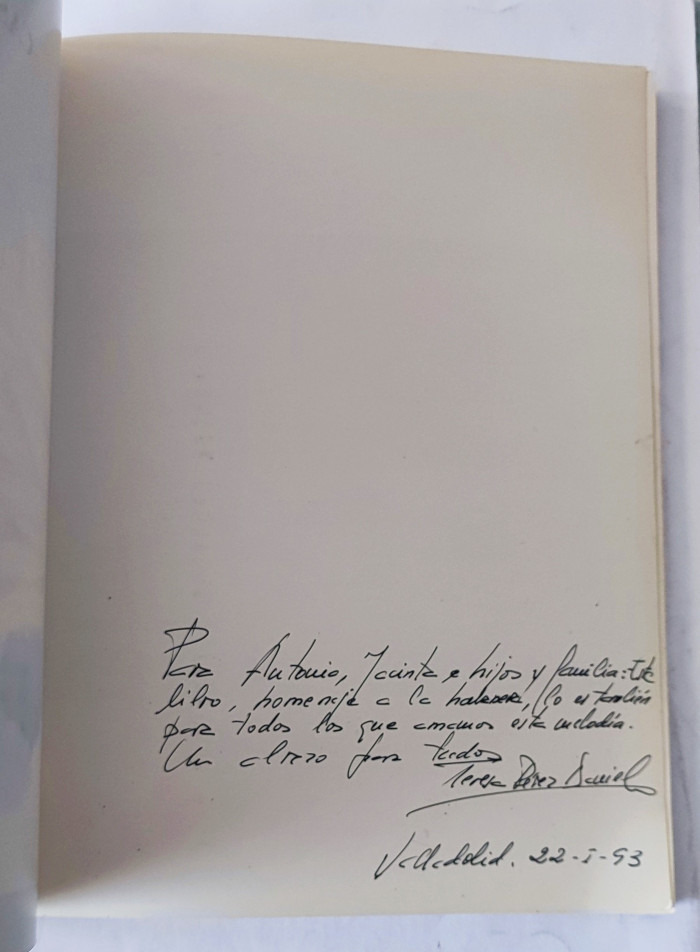 Para Antonio, Jacinta e hijos y familia: Este
libro, homenaje a la habanera, lo es también
para todos los que amamos esta melodía.
Un abrazo para todos
Teresa Pérez Daniel
Valladolid. 22-I-93